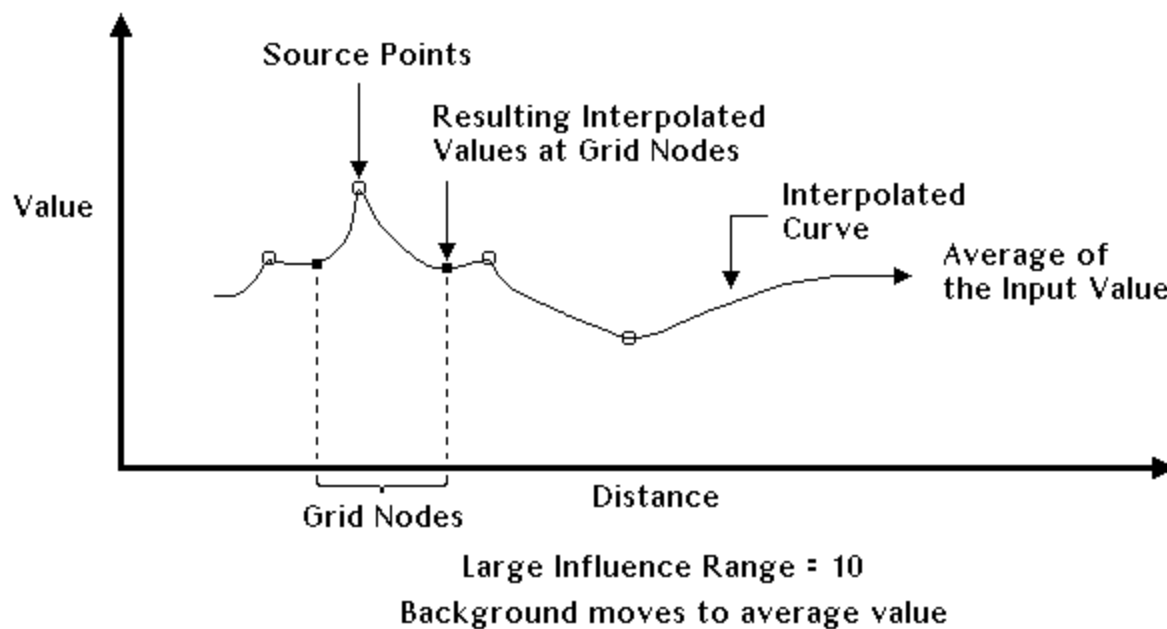 Source Points
Resulting Interpolated
Values at Grid Nodes
Value
Interpolated
Curve
Average of
the Input Value
Distance
Grid Nodes
Large Influence Range = 10
Background moves to average value